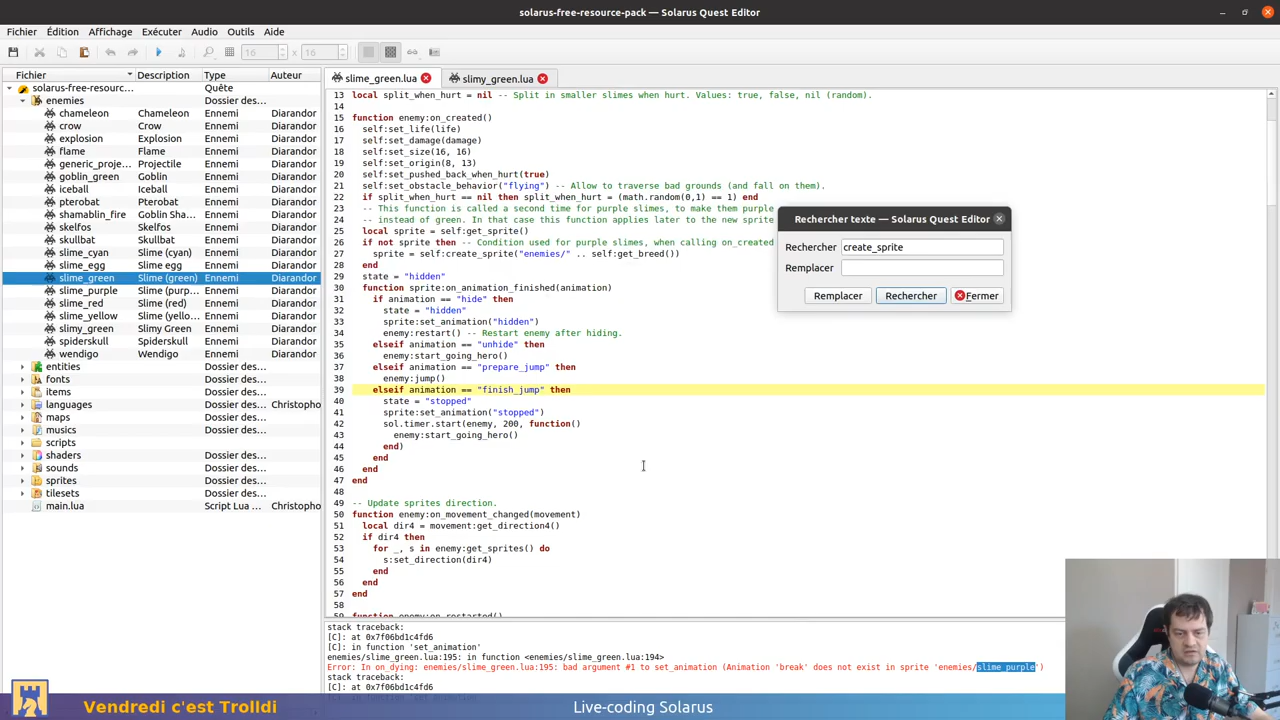 solarus-free-resource-pack — Solarus Quest Editor
Fichier Édition Affichage Exécuter Audio Outils Aide
16 x 16
Fichier Description Type Auteur
solarus-free-resourc... Quête
enemies Dossier des...
chameleon Chameleon Ennemi Diarandor
crow Crow Ennemi Diarandor
explosion Explosion Ennemi Diarandor
flame Flame Ennemi Diarandor
generic_proje... Projectile Ennemi Diarandor
goblin_green Goblin Ennemi Diarandor
iceball Iceball Ennemi Diarandor
pterobat Pterobat Ennemi Diarandor
shamablin_fire Goblin Sha... Ennemi Diarandor
skelfos Skelfos Ennemi Diarandor
skullbat Skullbat Ennemi Diarandor
slime_cyan Slime (cyan) Ennemi Diarandor
slime_egg Slime egg Ennemi Diarandor
slime_green Slime (green) Ennemi Diarandor
slime_purple Slime (purp... Ennemi Diarandor
slime_red Slime (red) Ennemi Diarandor
slime_yellow Slime (yello... Ennemi Diarandor
slimy_green Slimy Green Ennemi Diarandor
spiderskull Spiderskull Ennemi Diarandor
wendigo Wendigo Ennemi Diarandor
entities Dossier des...
fonts Dossier des...
items Dossier des...
languages Dossier des... Christopho
maps Dossier des...
musics Dossier des...
scripts Dossier des...
shaders Dossier des...
sounds Dossier des...
sprites Dossier des...
tilesets Dossier des...
main.lua Script Lua ... Christopho
slime_green.lua slimy_green.lua
13 local split_when_hurt = nil -- Split in smaller slimes when hurt. Values: true, false, nil (random).
14
15 function enemy:on_created()
16 self:set_life(life)
17 self:set_damage(damage)
18 self:set_size(16, 16)
19 self:set_origin(8, 13)
20 self:set_pushed_back_when_hurt(true)
21 self:set_obstacle_behavior("flying") -- Allow to traverse bad grounds (and fall on them).
22 if split_when_hurt == nil then split_when_hurt = (math.random(0,1) == 1) end
23 -- This function is called a second time for purple slimes, to make them purple
24 -- instead of green. In that case this function applies later to the new sprite
25 local sprite = self:get_sprite()
26 if not sprite then -- Condition used for purple slimes, when calling on_created
27 sprite = self:create_sprite("enemies/" .. self:get_breed())
28 end
29 state = "hidden"
30 function sprite:on_animation_finished(animation)
31 if animation == "hide" then
32 state = "hidden"
33 sprite:set_animation("hidden")
34 enemy:restart() -- Restart enemy after hiding.
35 elseif animation == "unhide" then
36 enemy:start_going_hero()
37 elseif animation == "prepare_jump" then
38 enemy:jump()
39 elseif animation == "finish_jump" then
40 state = "stopped"
41 sprite:set_animation("stopped")
42 sol.timer.start(enemy, 200, function()
43 enemy:start_going_hero()
44 end)
45 end
46 end
47 end
48
49 -- Update sprites direction.
50 function enemy:on_movement_changed(movement)
51 local dir4 = movement:get_direction4()
52 if dir4 then
53 for _, s in enemy:get_sprites() do
54 s:set_direction(dir4)
55 end
56 end
57 end
58
59 function enemy:on_restarted()
Rechercher texte — Solarus Quest Editor
Rechercher create_sprite
Remplacer
Remplacer Rechercher Fermer
stack traceback:
[C]: at 0x7f06bd1c4fd6
[C]: in function 'set_animation'
enemies/slime_green.lua:195: in function <enemies/slime_green.lua:194>
Error: In on_dying: enemies/slime_green.lua:195: bad argument #1 to set_animation (Animation 'break' does not exist in sprite 'enemies/slime_purple')
stack traceback:
[C]: at 0x7f06bd1c4fd6
Vendredi c'est Trolldi
Live-coding Solarus